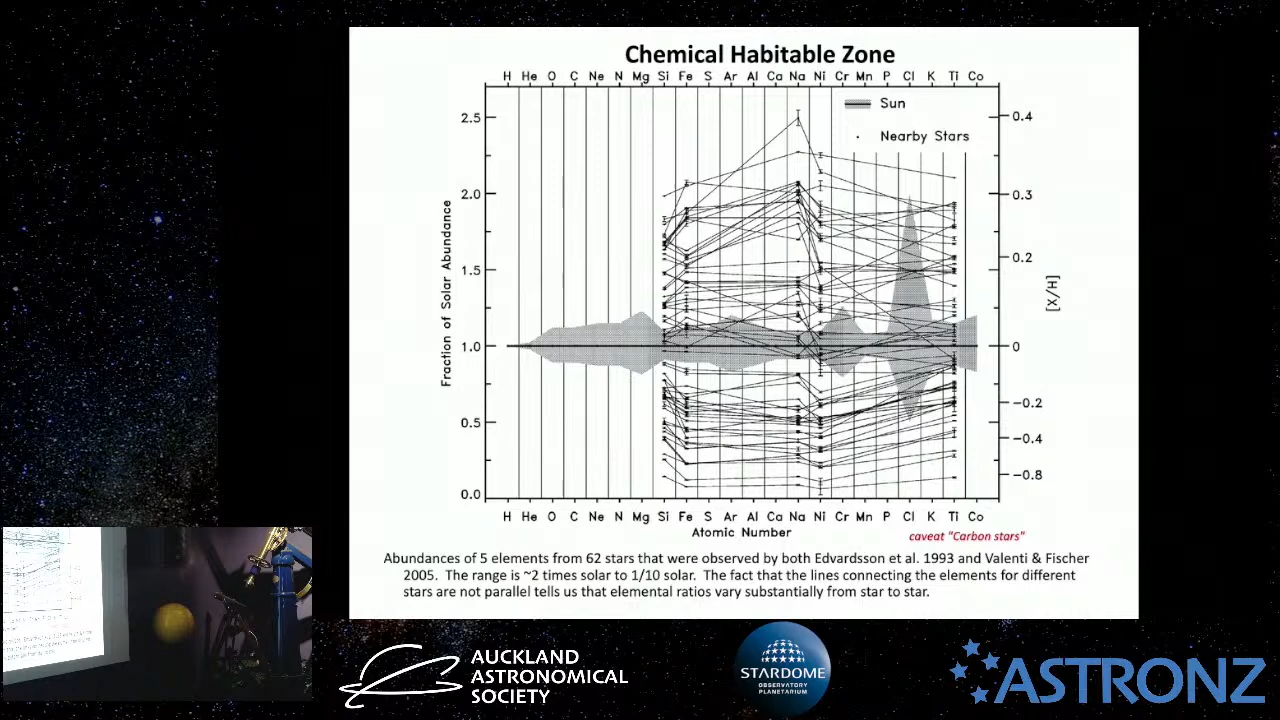 Chemical Habitable Zone
H He O C Ne N Mg Si Fe S Ar Al Ca Na Ni Cr Mn P Cl K Ti Co
Sun
Nearby Stars
2.5
2.0
1.5
1.0
0.5
0.0
Fraction of Solar Abundance
0.4
0.3
0.2
0
−0.2
−0.4
−0.8
[X/H]
H He O C Ne N Mg Si Fe S Ar Al Ca Na Ni Cr Mn P Cl K Ti Co
Atomic Number
caveat "Carbon stars"
Abundances of 5 elements from 62 stars that were observed by both Edvardsson et al. 1993 and Valenti & Fischer
2005. The range is ~2 times solar to 1/10 solar. The fact that the lines connecting the elements for different
stars are not parallel tells us that elemental ratios vary substantially from star to star.
AUCKLAND
ASTRONOMICAL
SOCIETY
STARDOME
OBSERVATORY
PLANETARIUM
ASTRONZ